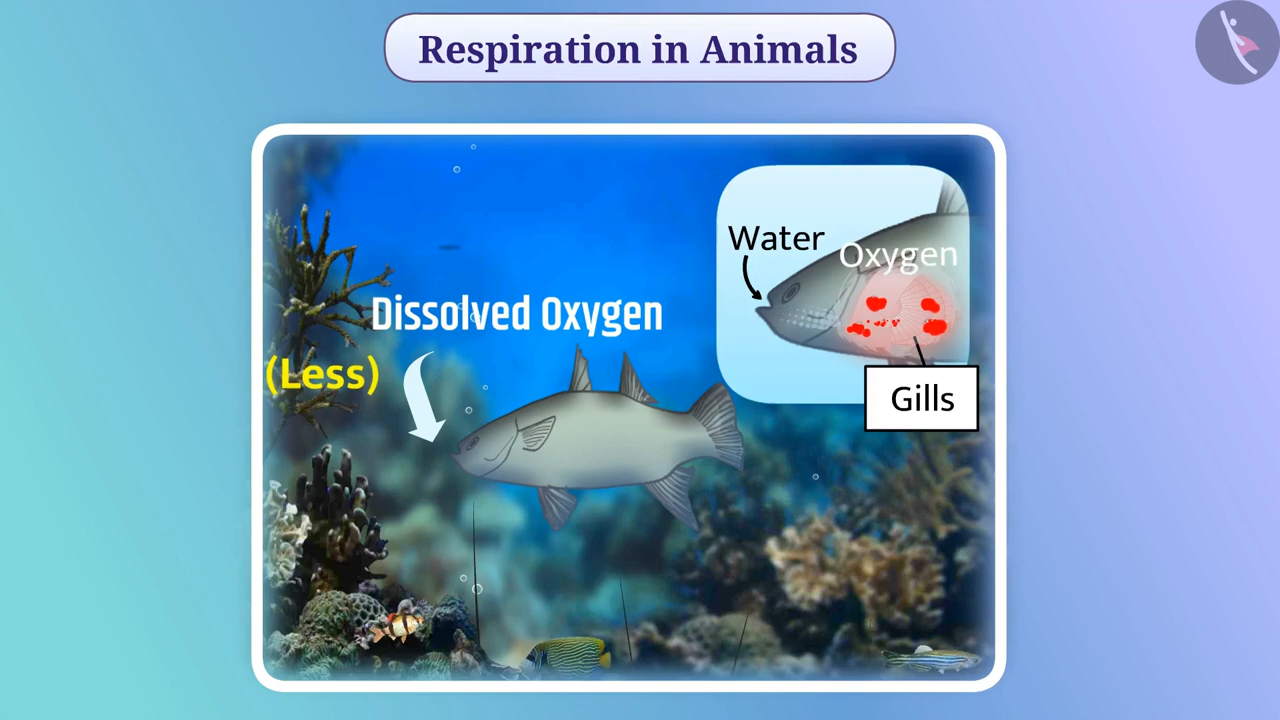 Respiration in Animals
Water
Oxygen
Dissolved Oxygen
(Less)
Gills